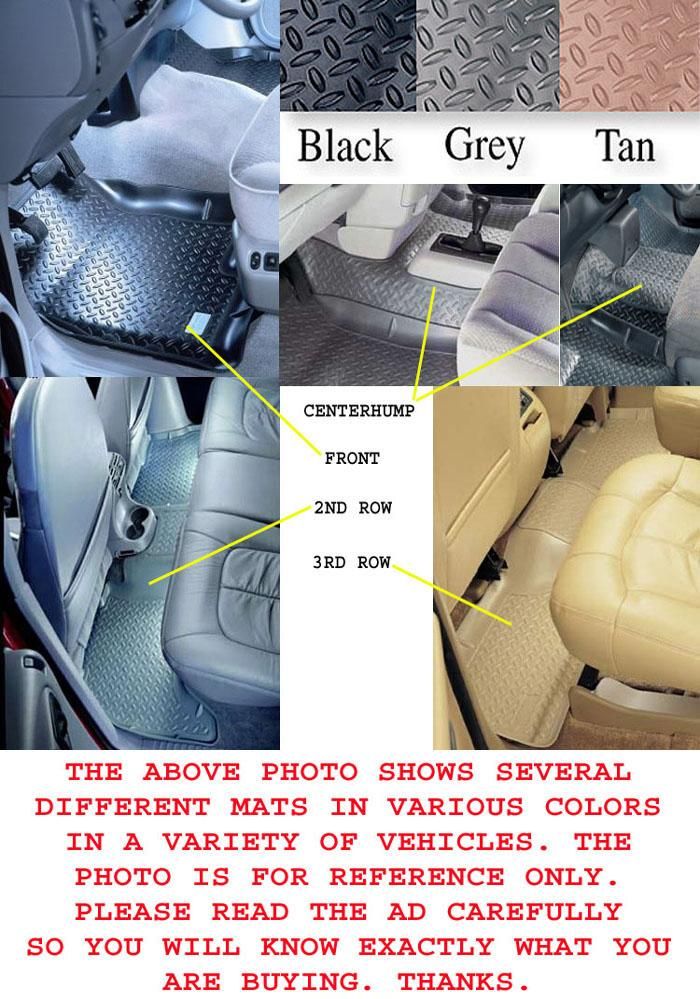 Black Grey Tan
CENTERHUMP
FRONT
2ND ROW
3RD ROW
THE ABOVE PHOTO SHOWS SEVERAL
DIFFERENT MATS IN VARIOUS COLORS
IN A VARIETY OF VEHICLES. THE
PHOTO IS FOR REFERENCE ONLY.
PLEASE READ THE AD CAREFULLY
SO YOU WILL KNOW EXACTLY WHAT YOU
ARE BUYING. THANKS.